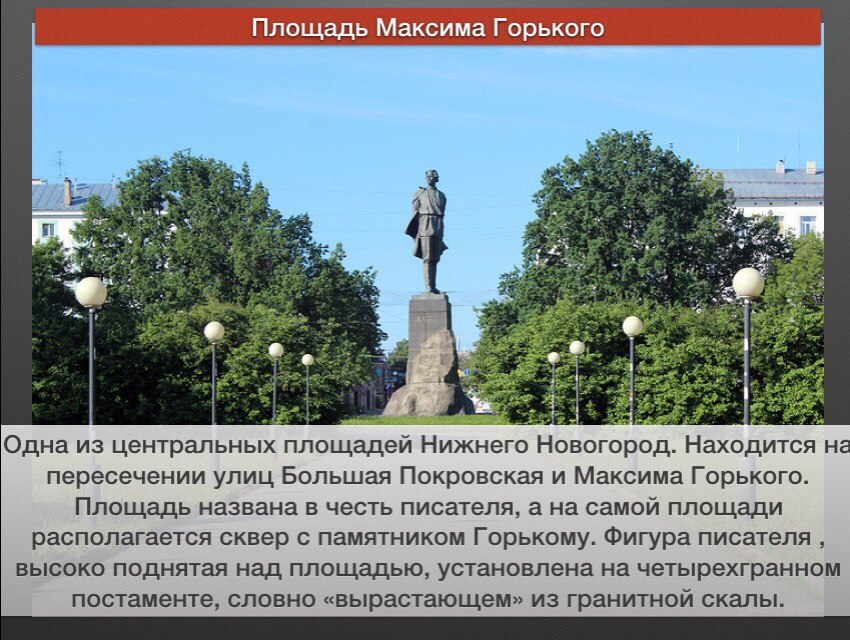 Площадь Максима Горького
Одна из центральных площадей Нижнего Новогород. Находится на
пересечении улиц Большая Покровская и Максима Горького.
Площадь названа в честь писателя, а на самой площади
располагается сквер с памятником Горькому. Фигура писателя ,
высоко поднятая над площадью, установлена на четырехгранном
постаменте, словно «вырастающем» из гранитной скалы.